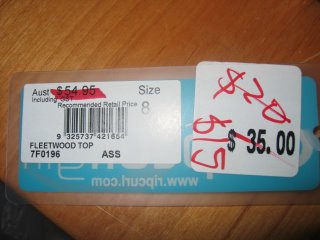 Aust $54.95
Including GST
Recommended Retail Price
Size
8
9 325737 421664
FLEETWOOD TOP
7F0196 ASS
$20
$15
$ 35.00
www.ripcurl.com